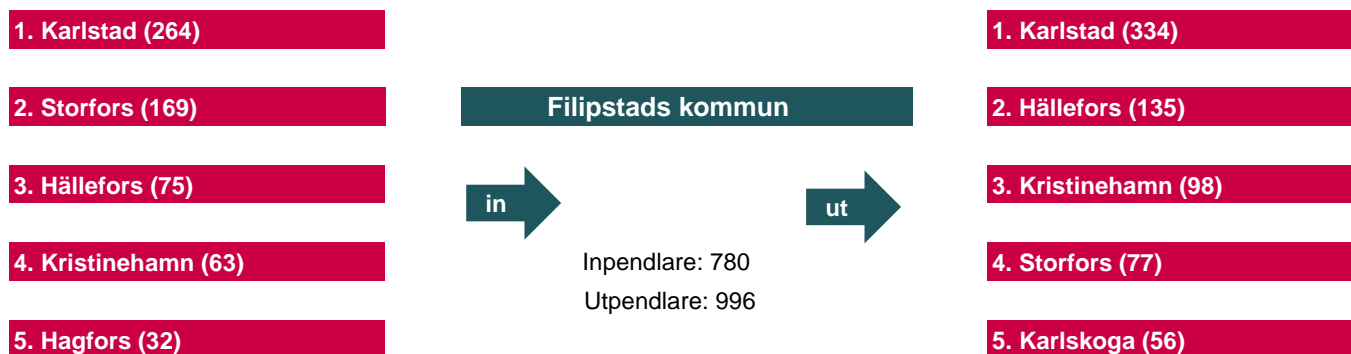 1. Karlstad (264)
2. Storfors (169)
3. Hällefors (75)
4. Kristinehamn (63)
5. Hagfors (32)
Filipstads kommun
in
ut
Inpendlare: 780
Utpendlare: 996
1. Karlstad (334)
2. Hällefors (135)
3. Kristinehamn (98)
4. Storfors (77)
5. Karlskoga (56)